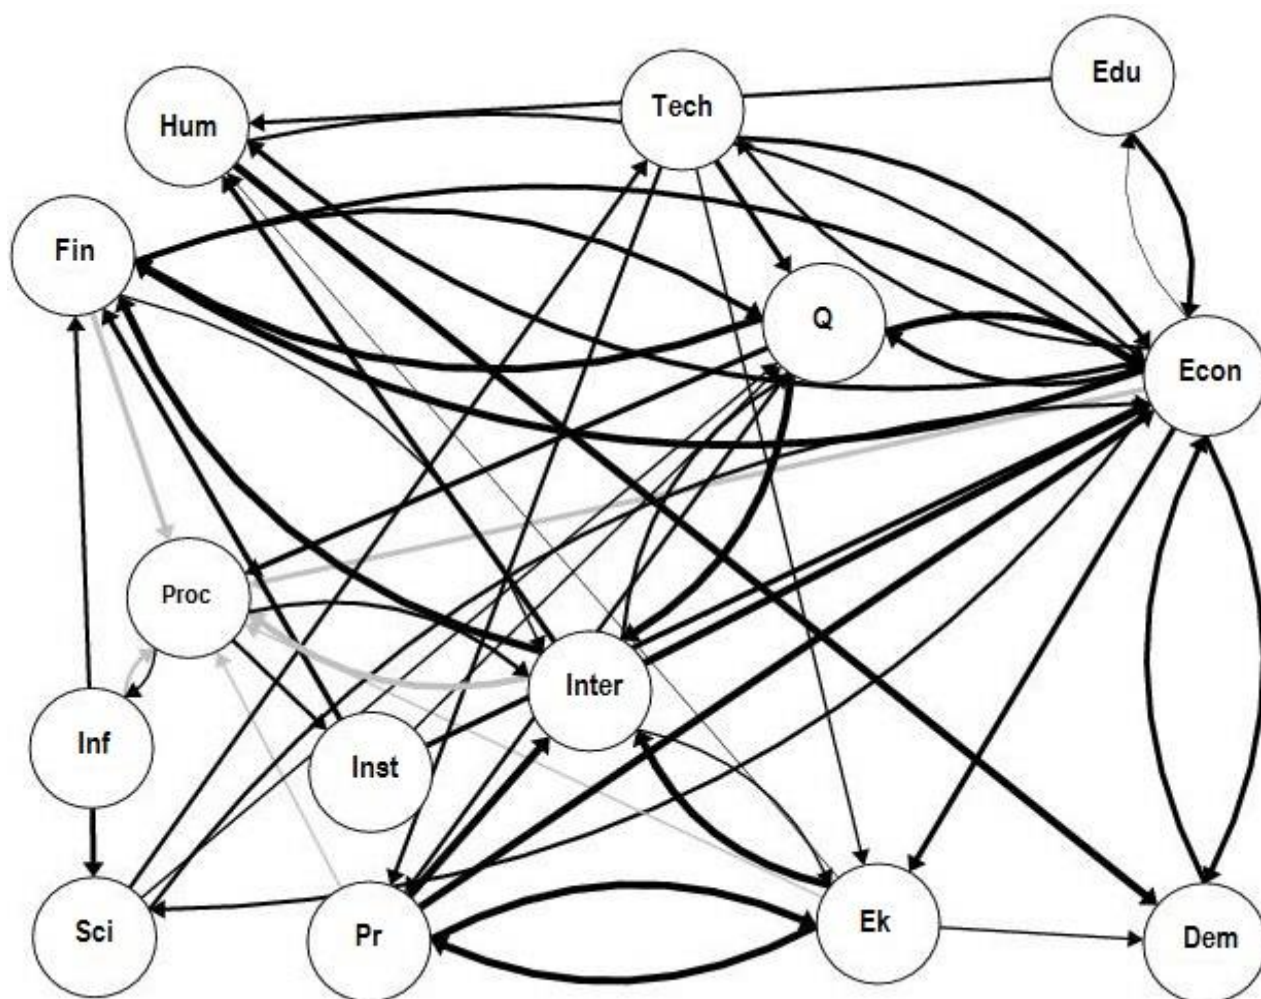 Edu
Tech
Hum
Fin
Q
Econ
Proc
Inter
Inf
Inst
Sci
Pr
Ek
Dem